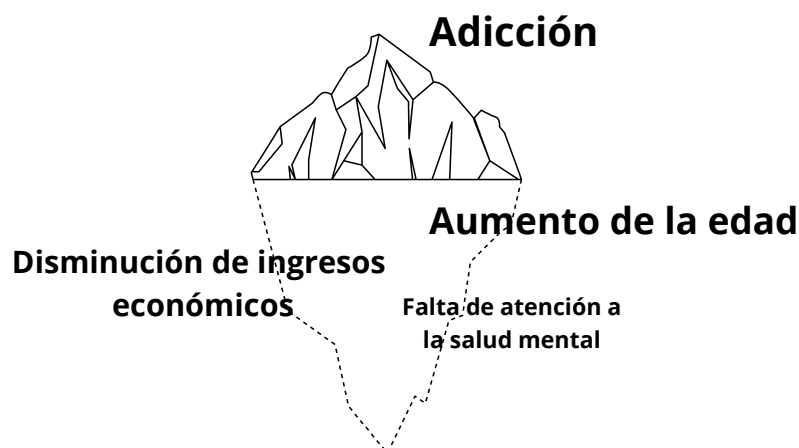 Adicción
Aumento de la edad
Disminución de ingresos
económicos
Falta de atención a
la salud mental